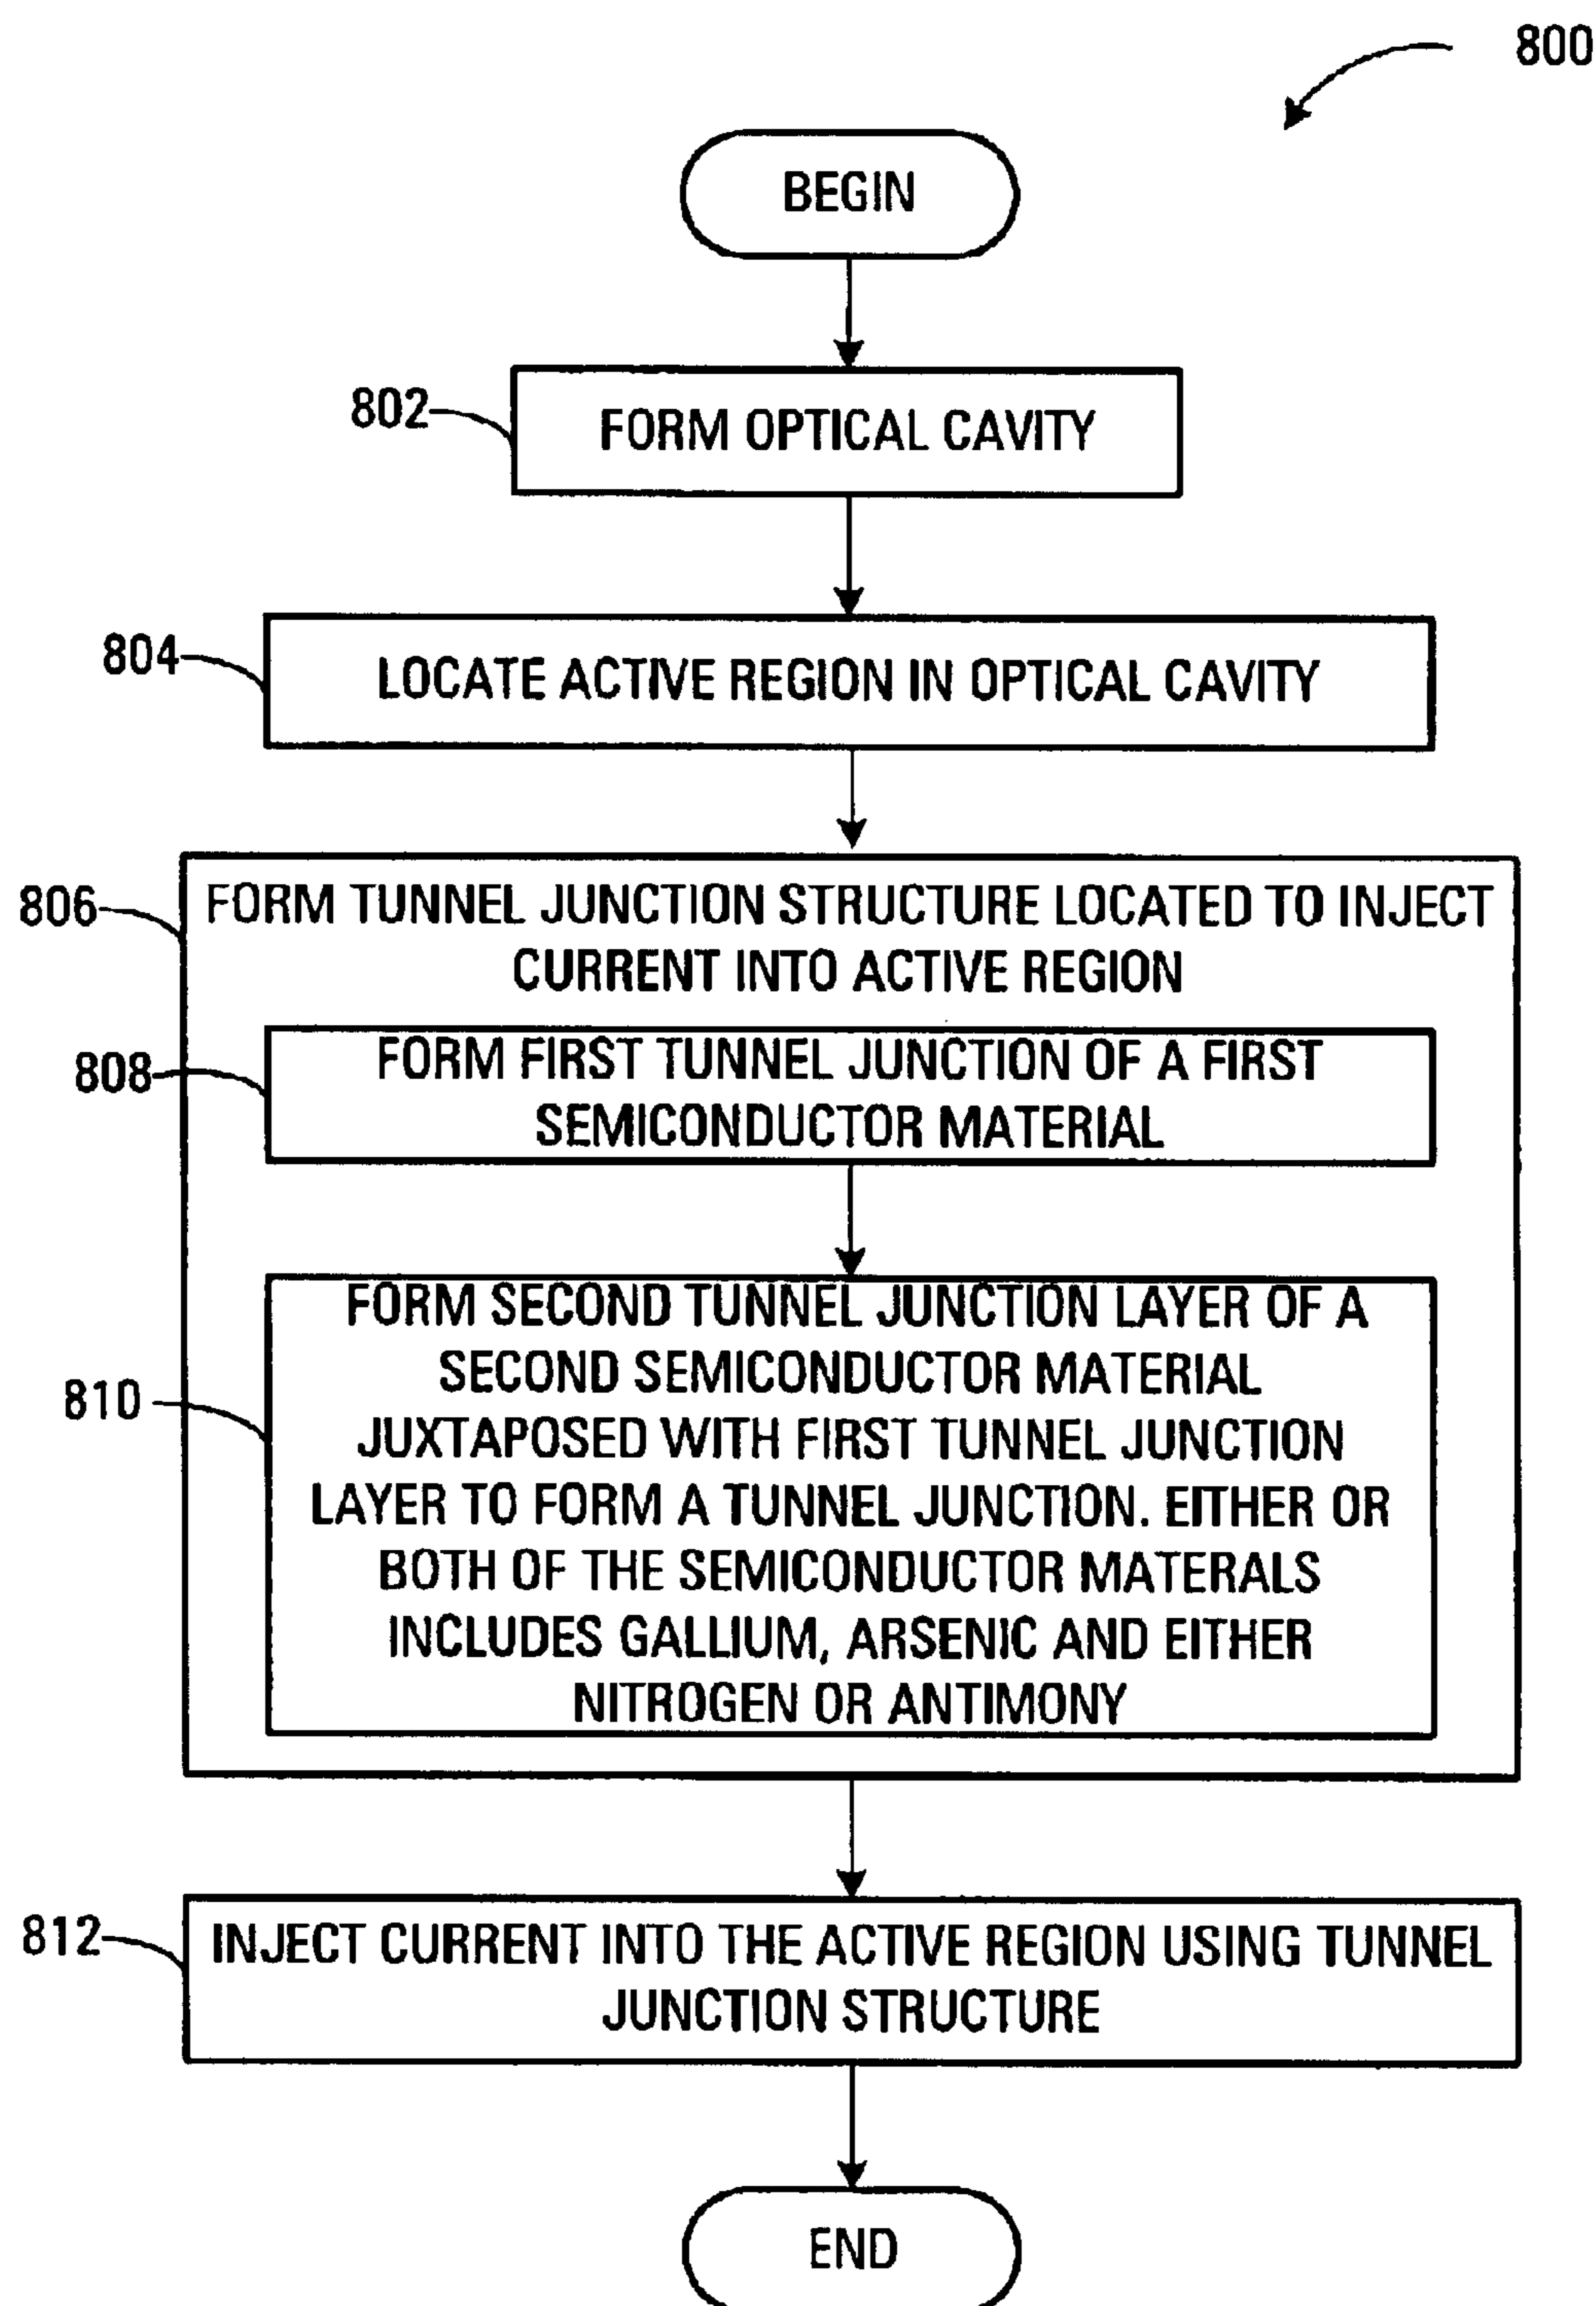 800
BEGIN
802
FORM OPTICAL CAVITY
804
LOCATE ACTIVE REGION IN OPTICAL CAVITY
806
FORM TUNNEL JUNCTION STRUCTURE LOCATED TO INJECT
CURRENT INTO ACTIVE REGION
808
FORM FIRST TUNNEL JUNCTION OF A FIRST
SEMICONDUCTOR MATERIAL
810
FORM SECOND TUNNEL JUNCTION LAYER OF A
SECOND SEMICONDUCTOR MATERIAL
JUXTAPOSED WITH FIRST TUNNEL JUNCTION
LAYER TO FORM A TUNNEL JUNCTION. EITHER OR
BOTH OF THE SEMICONDUCTOR MATERALS
INCLUDES GALLIUM, ARSENIC AND EITHER
NITROGEN OR ANTIMONY
812
INJECT CURRENT INTO THE ACTIVE REGION USING TUNNEL
JUNCTION STRUCTURE
END